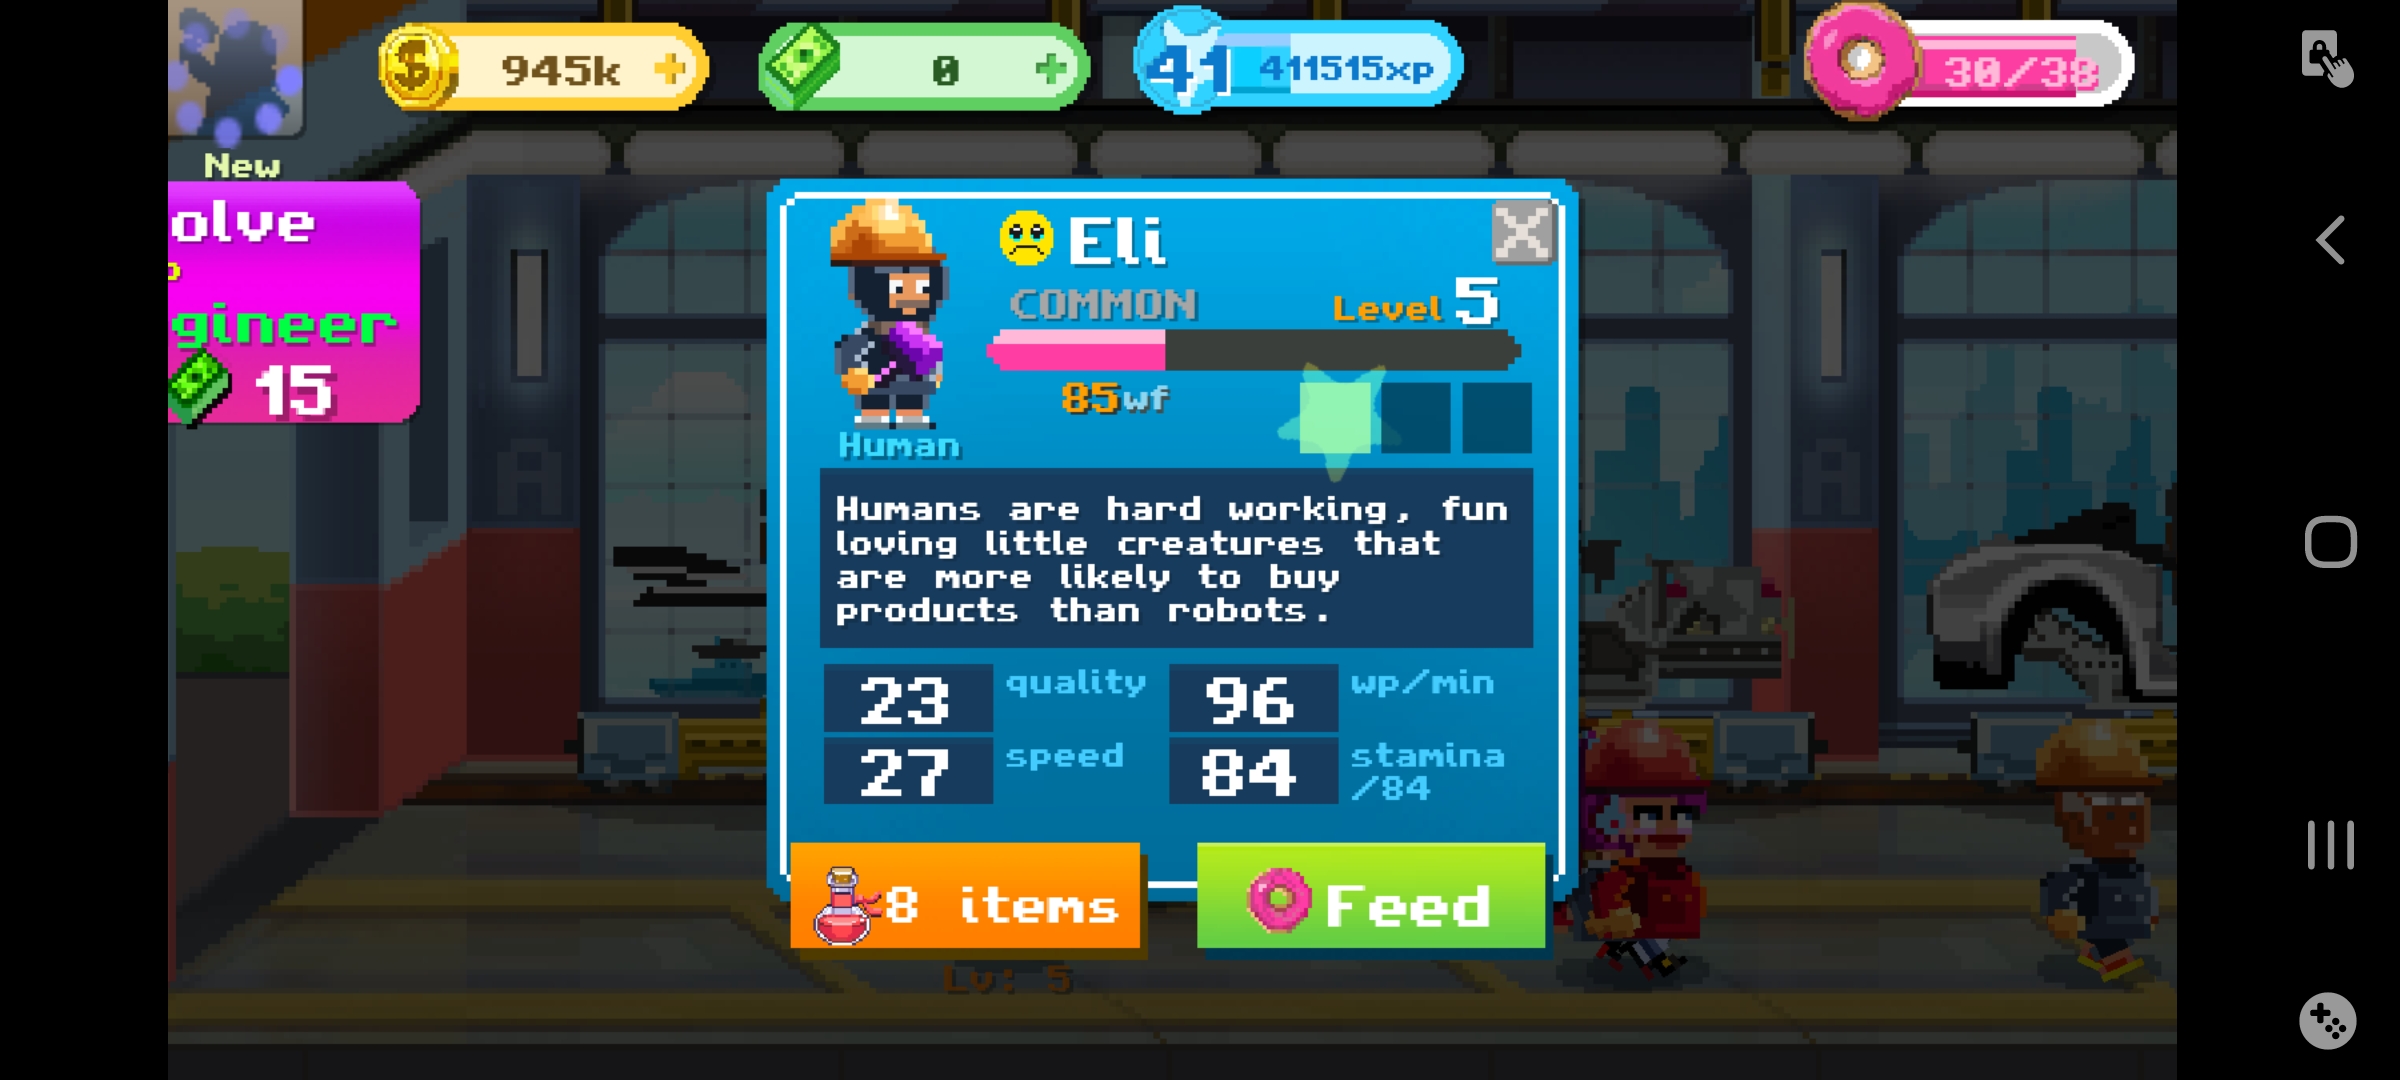 945k
0
41
411515xp
30/38
New
olve
gineer
15
Eli
COMMON
Level 5
85wf
Human
Humans are hard working, fun
loving little creatures that
are more likely to buy
products than robots.
23 quality
96 wp/min
27 speed
84 stamina
/84
8 items
Feed
Lv: 5